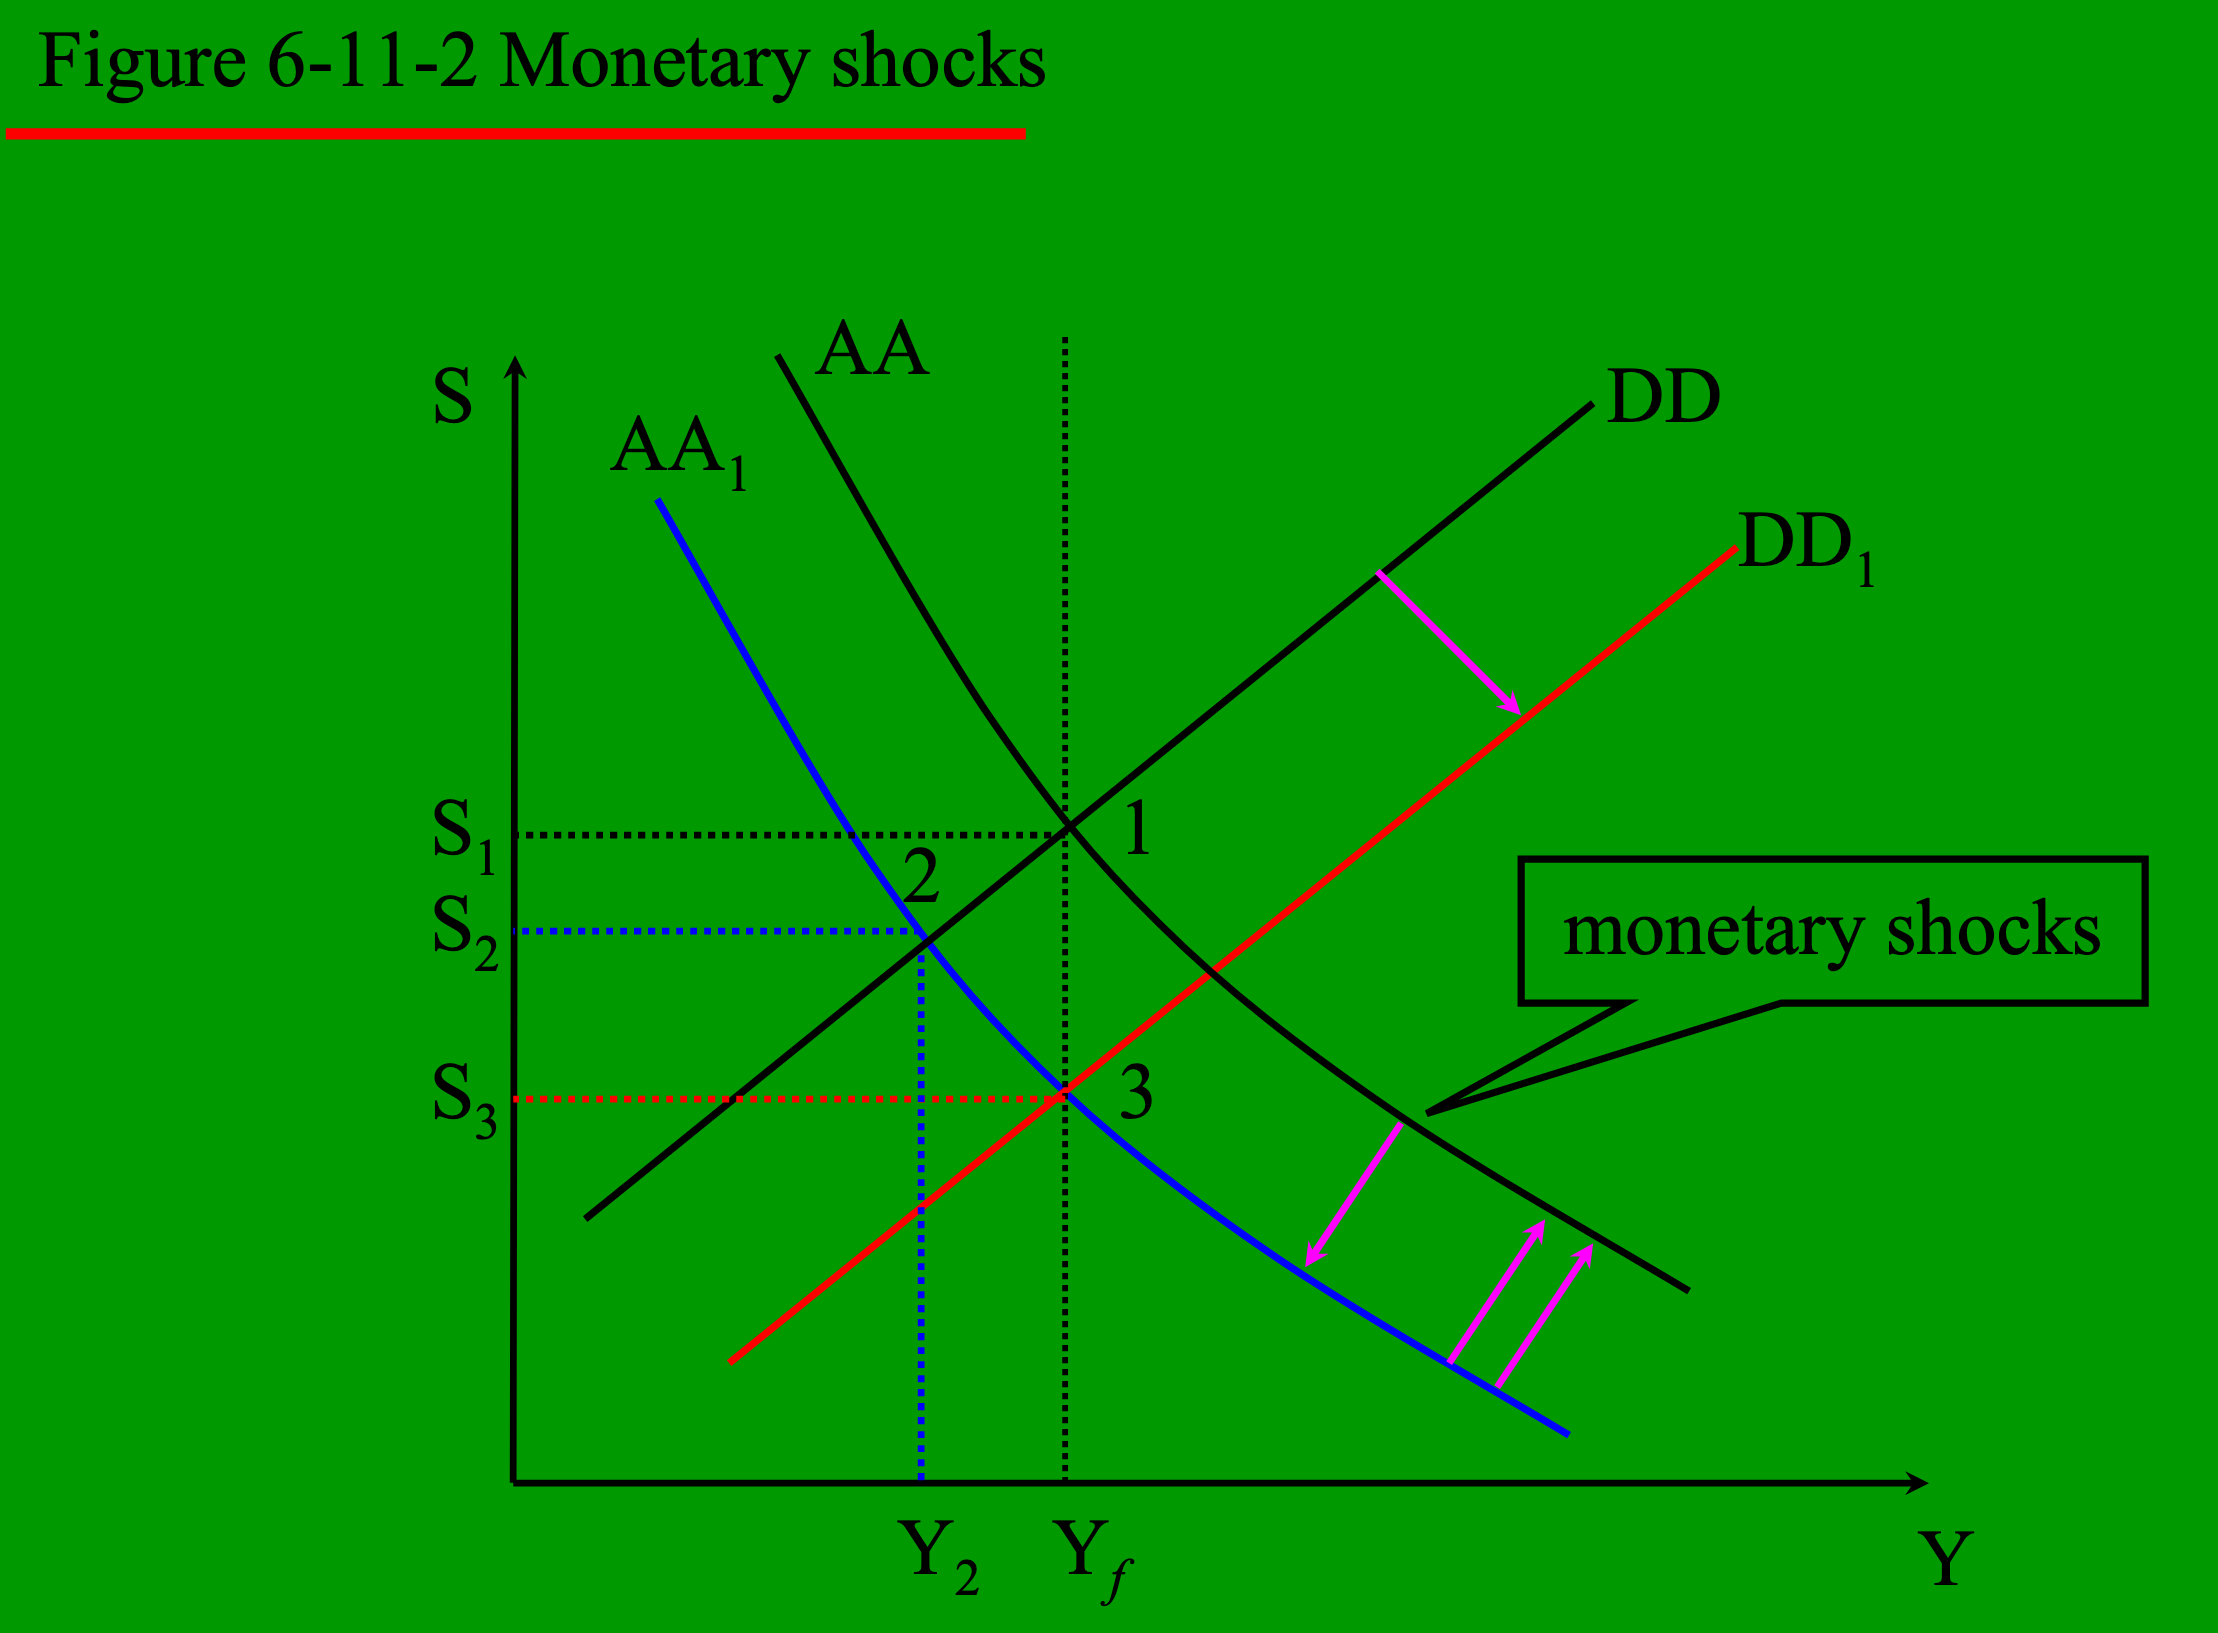 Figure 6-11-2 Monetary shocks
AA
S
DD
AA₁
DD₁
S₁
1
2
monetary shocks
S₂
S₃
3
Y₂
Y_f
Y